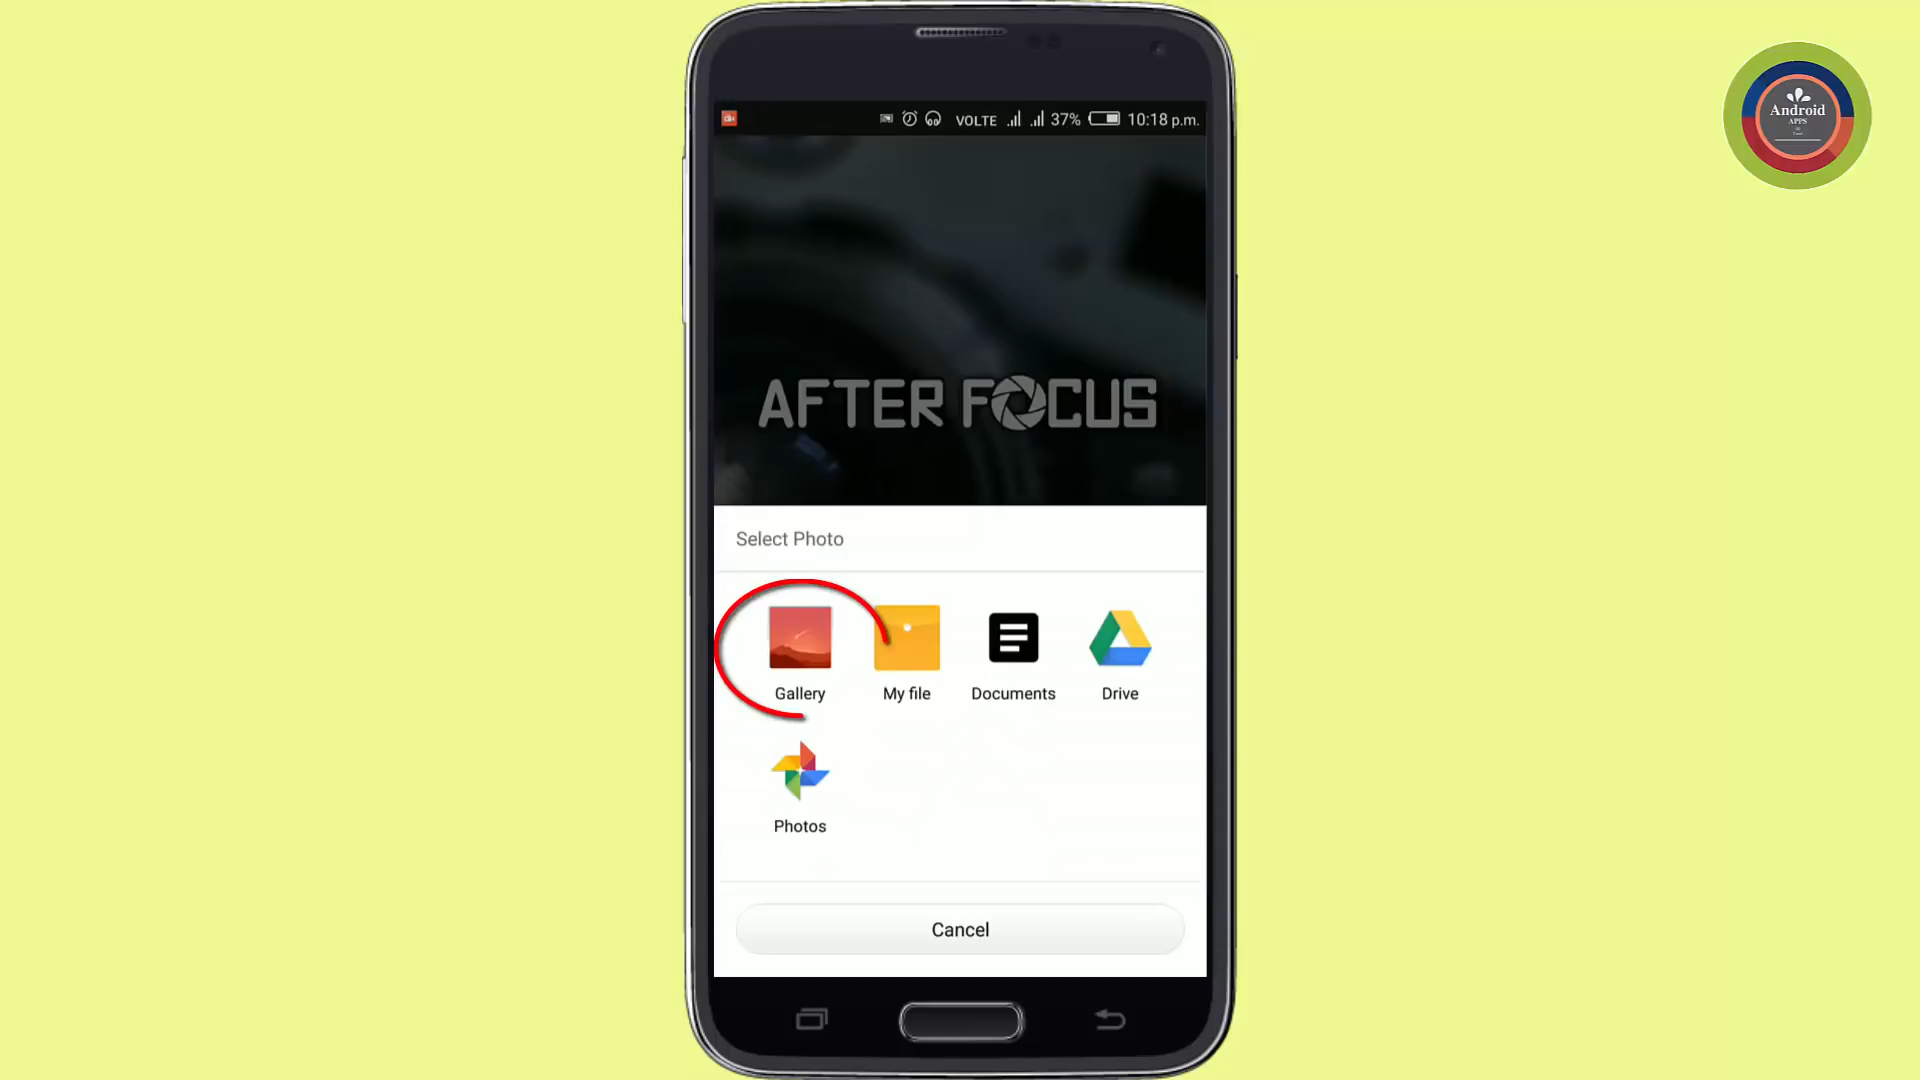 VOLTE 37% 10:18 p.m.
Android
APPS
AFTER FOCUS
Select Photo
Gallery My file Documents Drive
Photos
Cancel